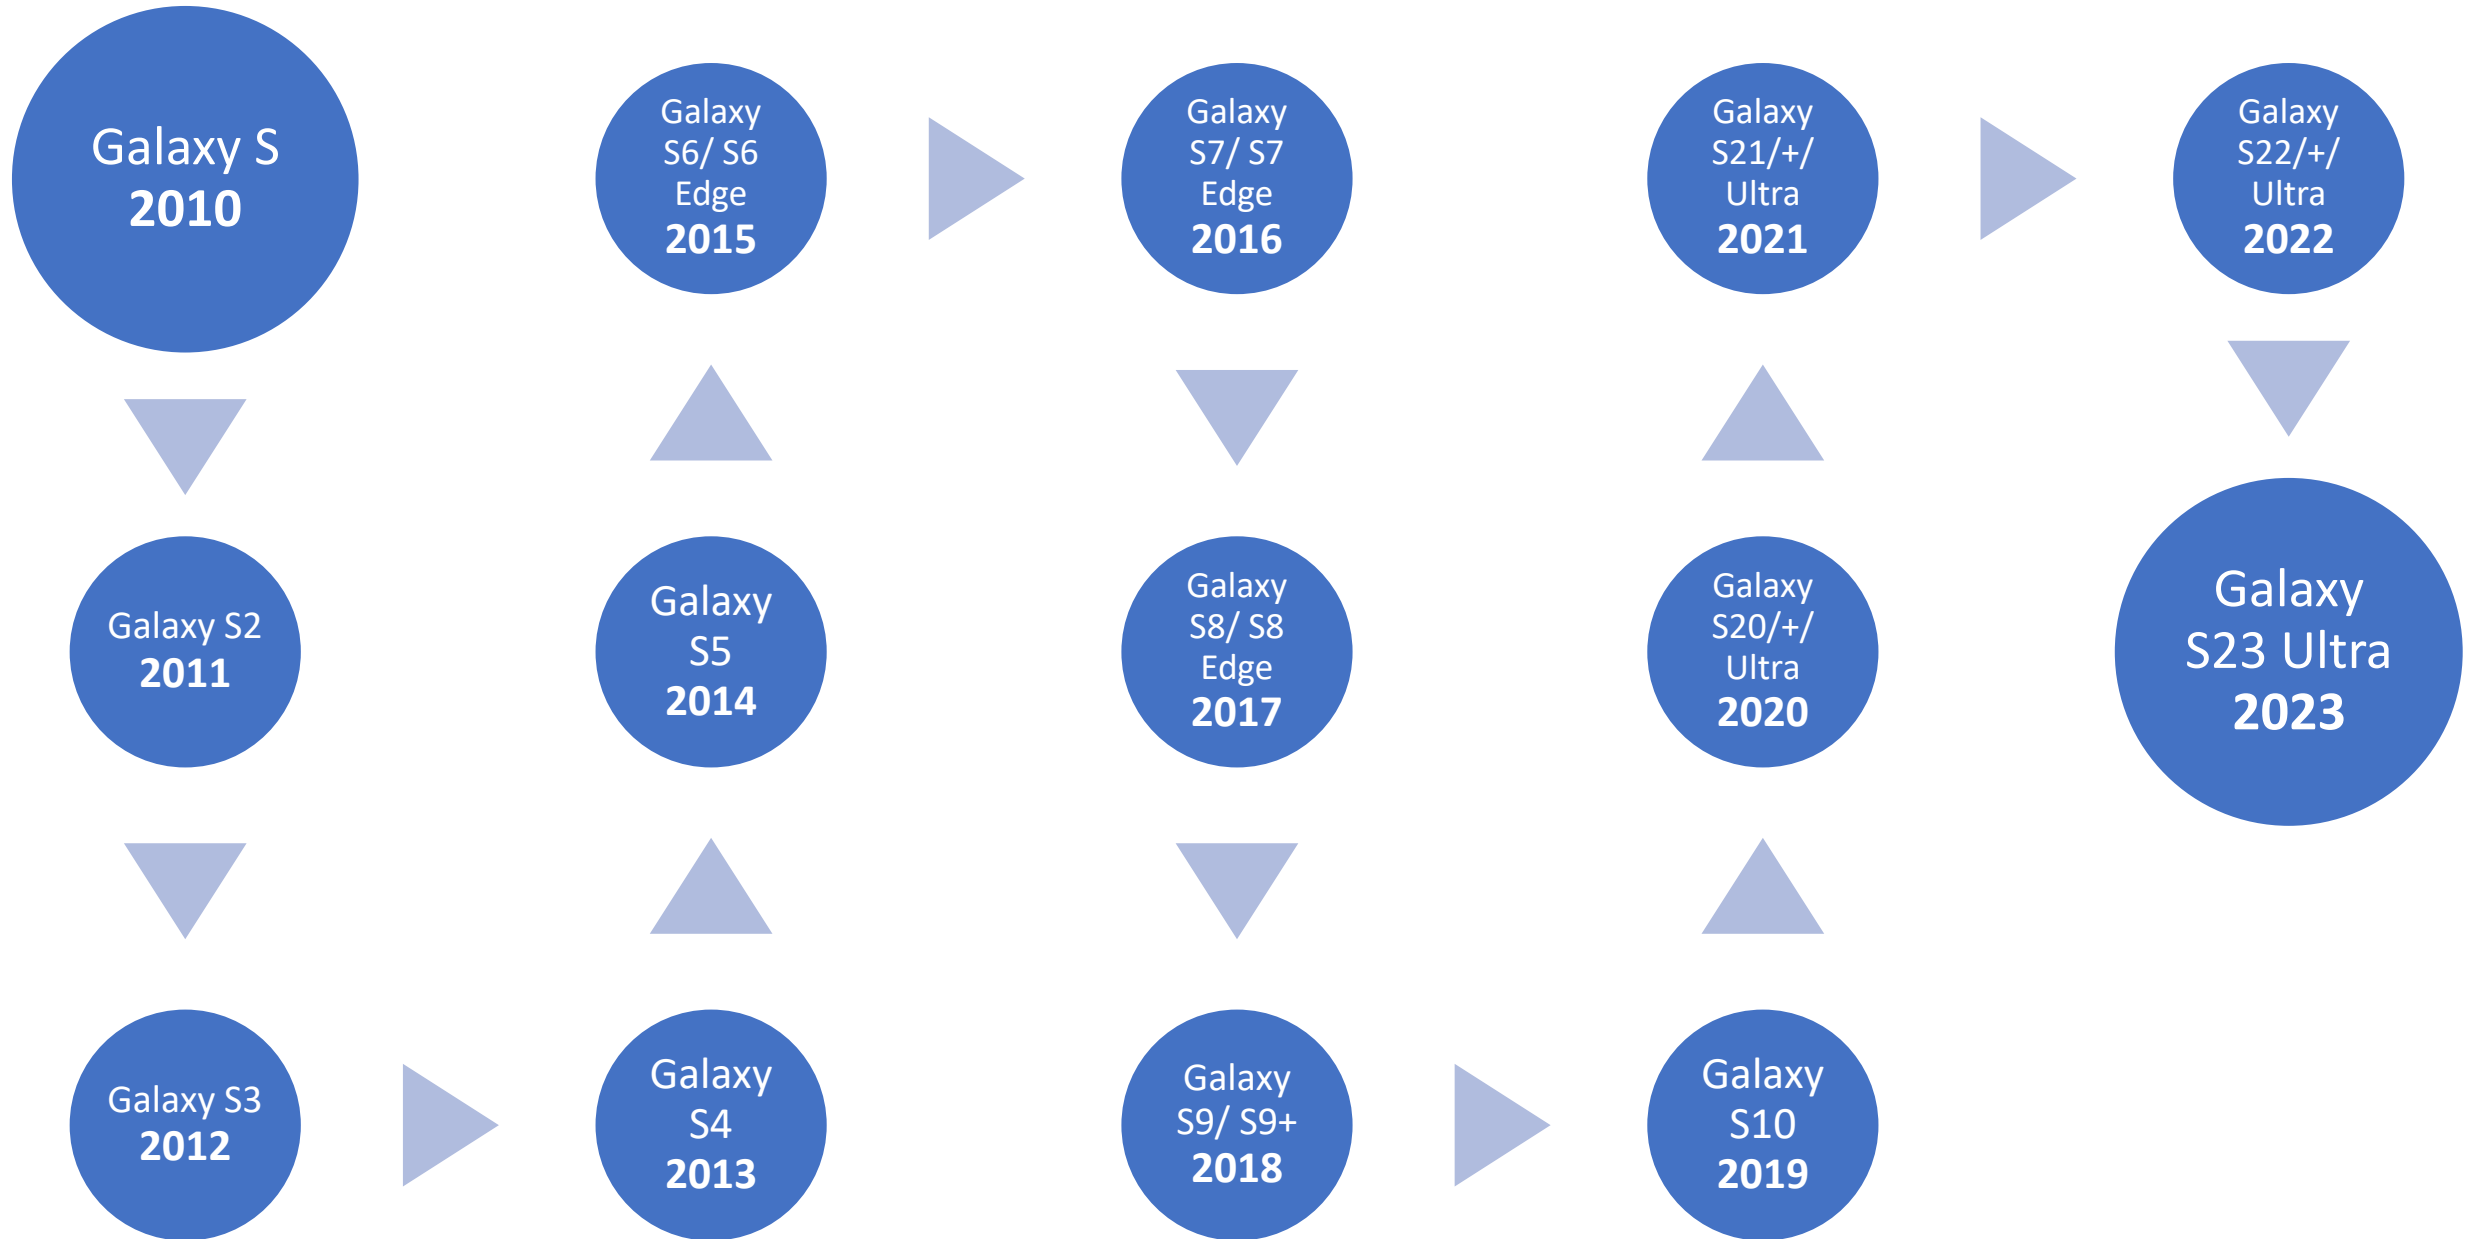 Galaxy S
2010
Galaxy S2
2011
Galaxy S3
2012
Galaxy
S4
2013
Galaxy
S5
2014
Galaxy
S6/ S6
Edge
2015
Galaxy
S7/ S7
Edge
2016
Galaxy
S8/ S8
Edge
2017
Galaxy
S9/ S9+
2018
Galaxy
S10
2019
Galaxy
S20/+/
Ultra
2020
Galaxy
S21/+/
Ultra
2021
Galaxy
S22/+/
Ultra
2022
Galaxy
S23 Ultra
2023